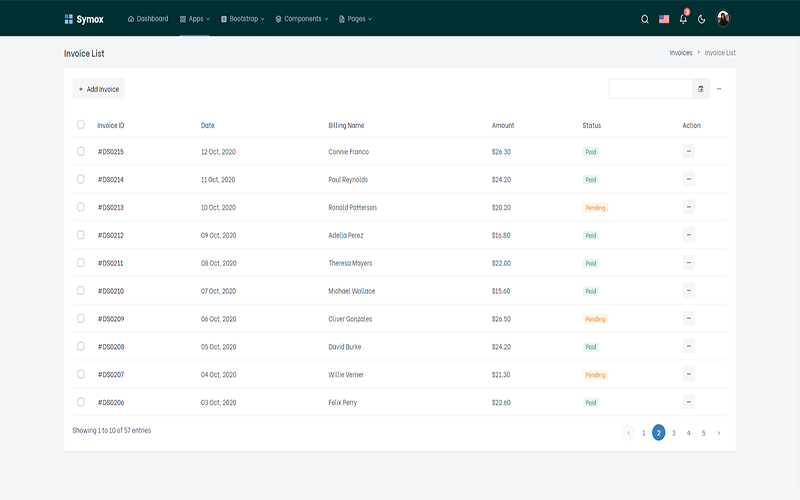 Symox Dashboard Apps Bootstrap Components Pages 3
Invoice List Invoices Invoice List
+ Add Invoice
Invoice ID Date Billing Name Amount Status Action
#DS0215 12 Oct, 2020 Connie Franco $26.30 Paid
#DS0214 11 Oct, 2020 Paul Reynolds $24.20 Paid
#DS0213 10 Oct, 2020 Ronald Patterson $20.20 Pending
#DS0212 09 Oct, 2020 Adella Perez $16.80 Paid
#DS0211 08 Oct, 2020 Theresa Mayers $22.00 Paid
#DS0210 07 Oct, 2020 Michael Wallace $15.60 Paid
#DS0209 06 Oct, 2020 Oliver Gonzales $26.50 Pending
#DS0208 05 Oct, 2020 David Burke $24.20 Paid
#DS0207 04 Oct, 2020 Willie Verner $21.30 Pending
#DS0206 03 Oct, 2020 Felix Perry $22.60 Paid
Showing 1 to 10 of 57 entries 1 2 3 4 5